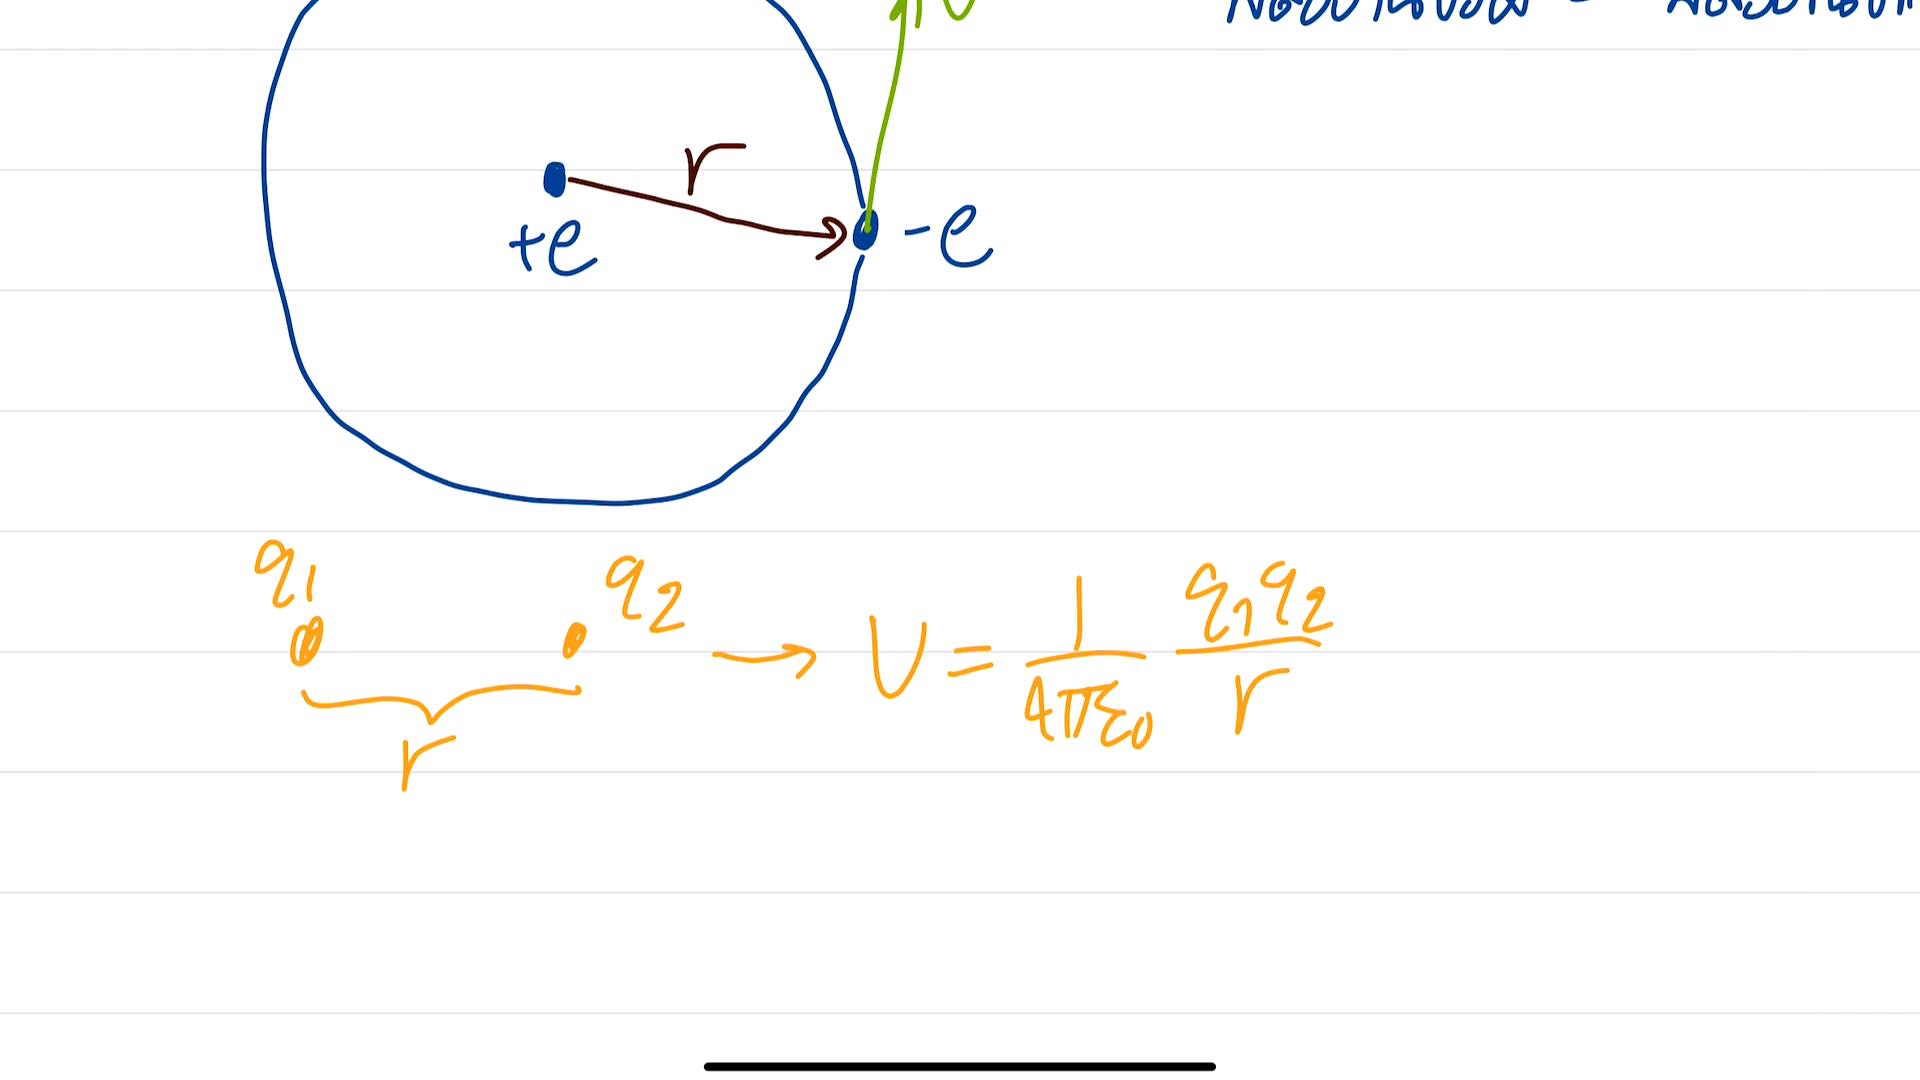 v
r
+e
-e
q₁ q₂ → U = 1/(4πε₀) q₁q₂/r
r